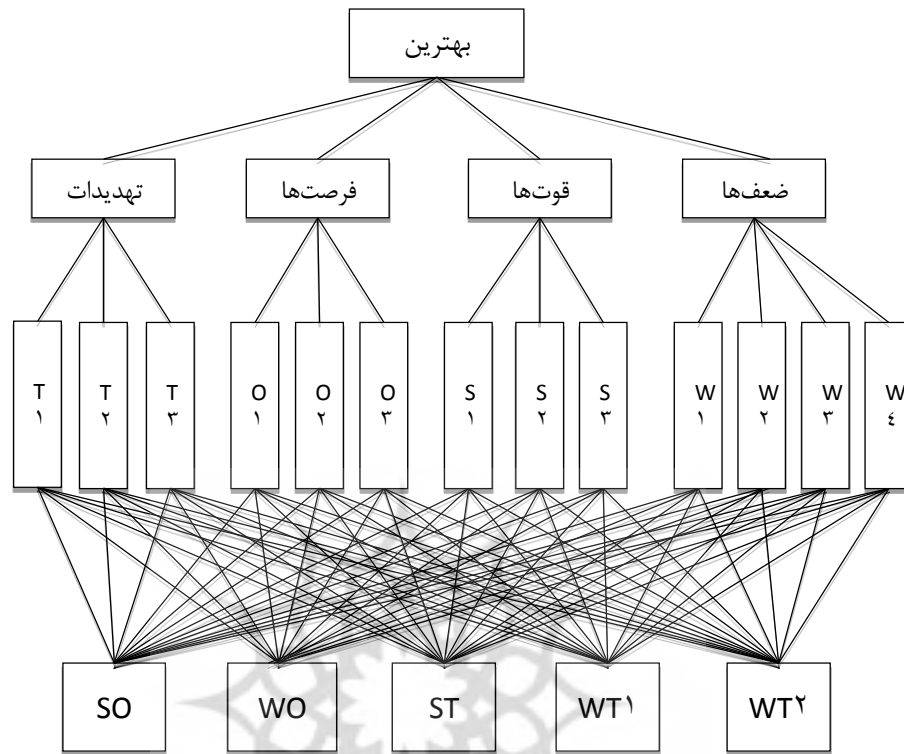 بهترین
ضعف‌ها
قوت‌ها
فرصت‌ها
تهدیدات
T
۱
T
۲
T
۳
O
۱
O
۲
O
۳
S
۱
S
۲
S
۳
W
۱
W
۲
W
۳
W
٤
SO
WO
ST
WT۱
WT۲